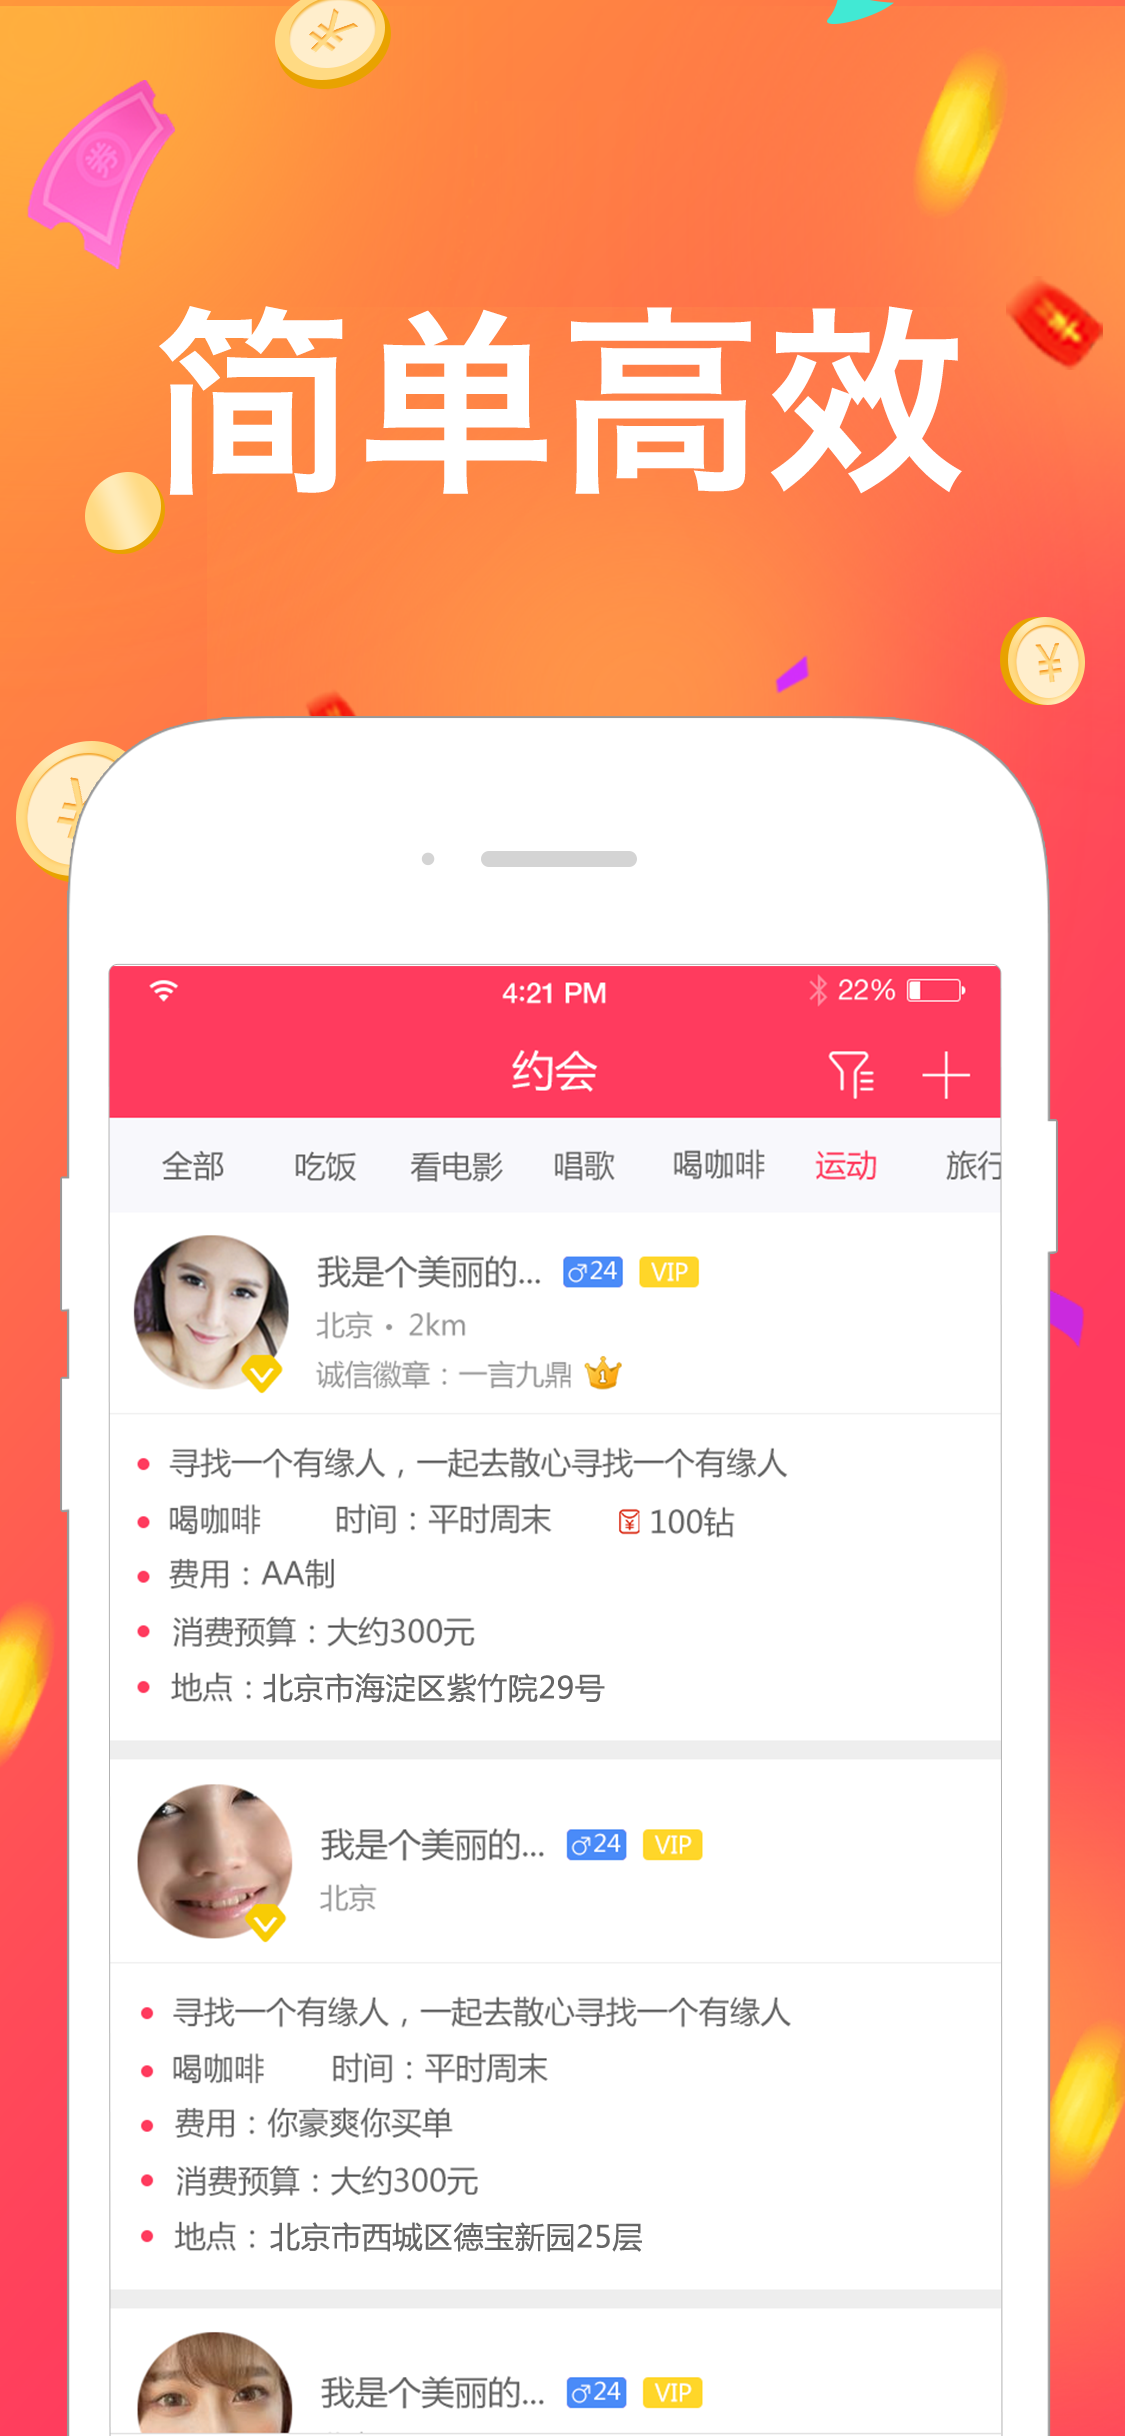 ¥
券
简单高效
¥
¥
4:21 PM
22%
约会
全部 吃饭 看电影 唱歌 喝咖啡 运动 旅行
我是个美丽的... ♂24 VIP
北京 · 2km
诚信徽章：一言九鼎 1
寻找一个有缘人，一起去散心寻找一个有缘人
喝咖啡 时间：平时周末 ¥ 100钻
费用：AA制
消费预算：大约300元
地点：北京市海淀区紫竹院29号
我是个美丽的... ♂24 VIP
北京
寻找一个有缘人，一起去散心寻找一个有缘人
喝咖啡 时间：平时周末
费用：你豪爽你买单
消费预算：大约300元
地点：北京市西城区德宝新园25层
我是个美丽的... ♂24 VIP